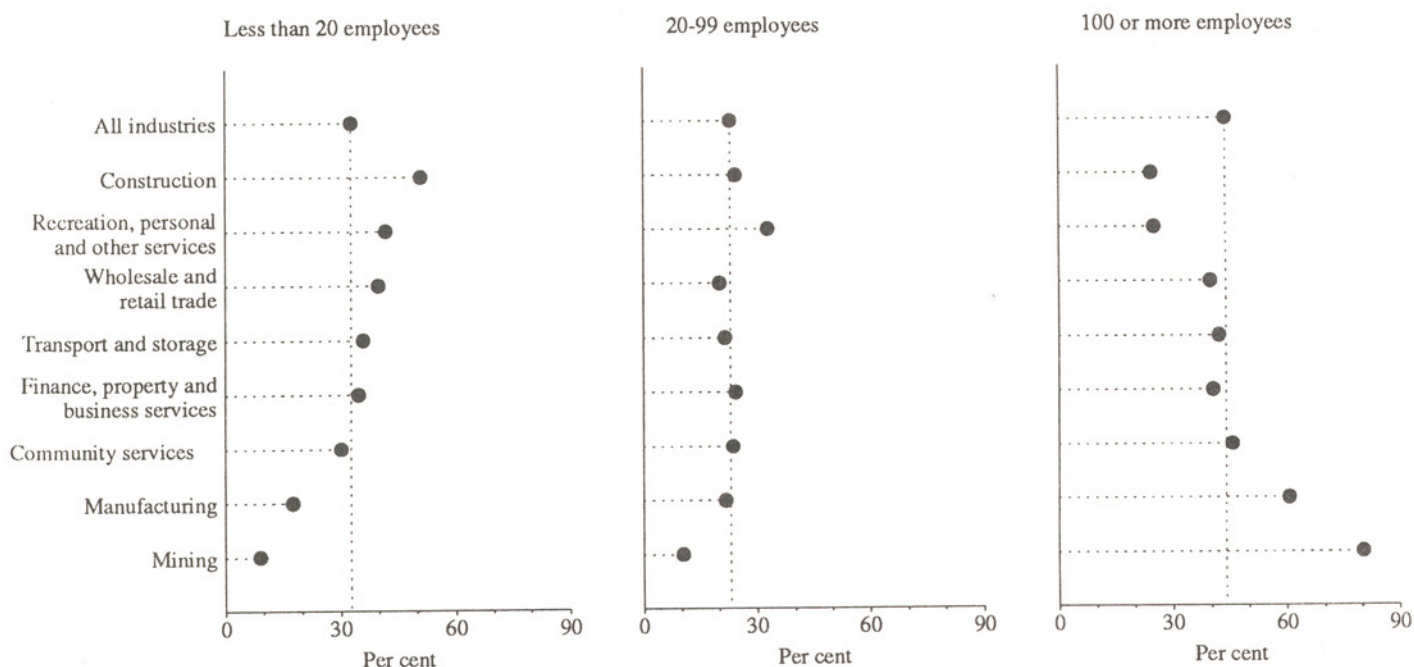 Less than 20 employees
20-99 employees
100 or more employees
All industries
Construction
Recreation, personal
and other services
Wholesale and
retail trade
Transport and storage
Finance, property and
business services
Community services
Manufacturing
Mining
0 30 60 90
Per cent
0 30 60 90
Per cent
0 30 60 90
Per cent